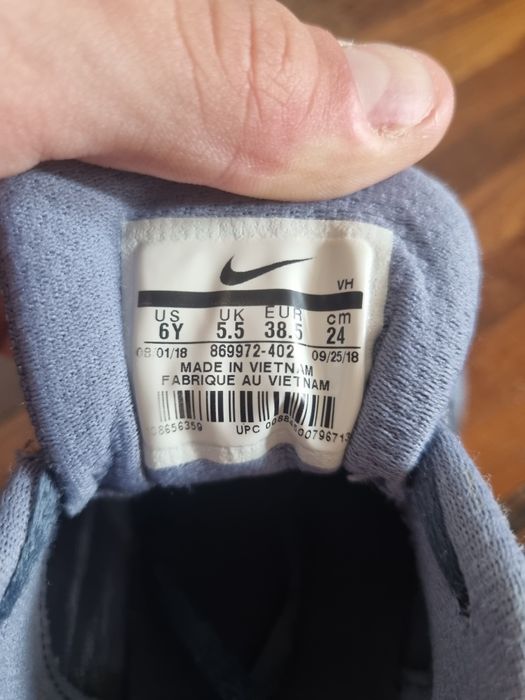 VH
US UK EUR cm
6Y 5.5 38.5 24
08/01/18 869972-402 09/25/18
MADE IN VIETNAM
FABRIQUE AU VIETNAM
UPC